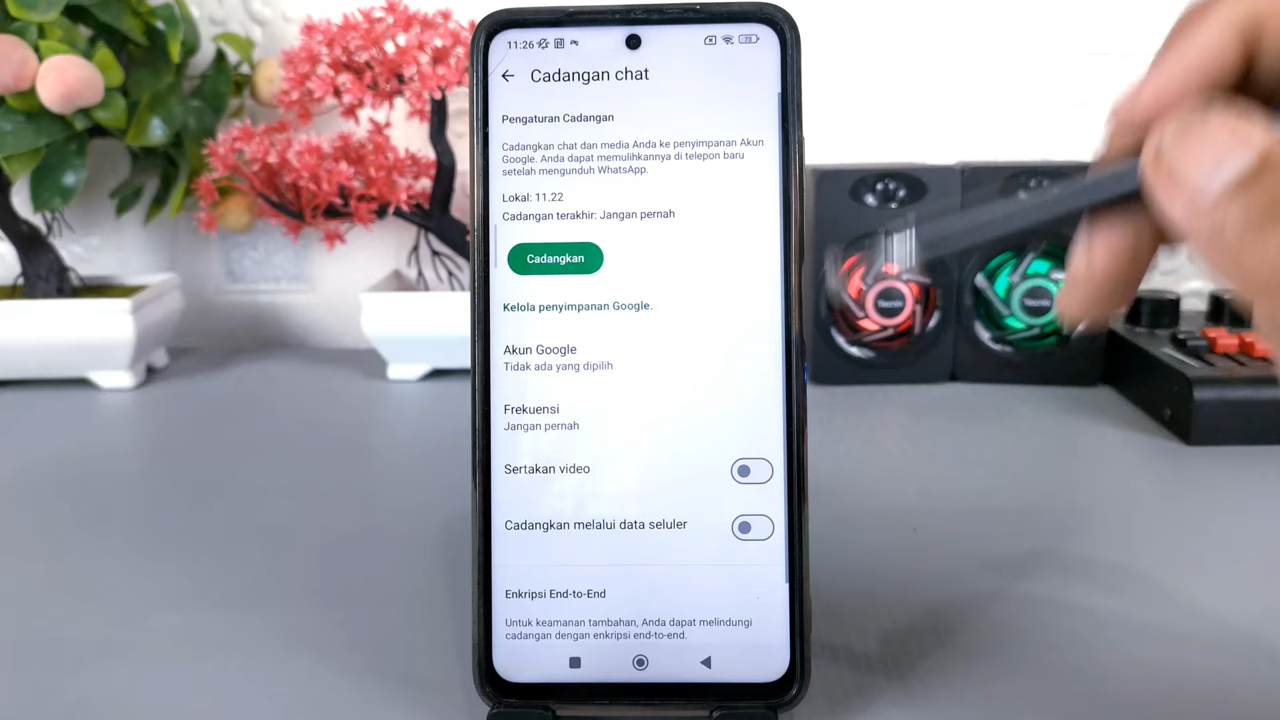 11:26
73
Cadangan chat
Pengaturan Cadangan
Cadangkan chat dan media Anda ke penyimpanan Akun
Google. Anda dapat memulihkannya di telepon baru
setelah mengunduh WhatsApp.
Lokal: 11.22
Cadangan terakhir: Jangan pernah
Cadangkan
Kelola penyimpanan Google.
Akun Google
Tidak ada yang dipilih
Frekuensi
Jangan pernah
Sertakan video
Cadangkan melalui data seluler
Enkripsi End-to-End
Untuk keamanan tambahan, Anda dapat melindungi
cadangan dengan enkripsi end-to-end.